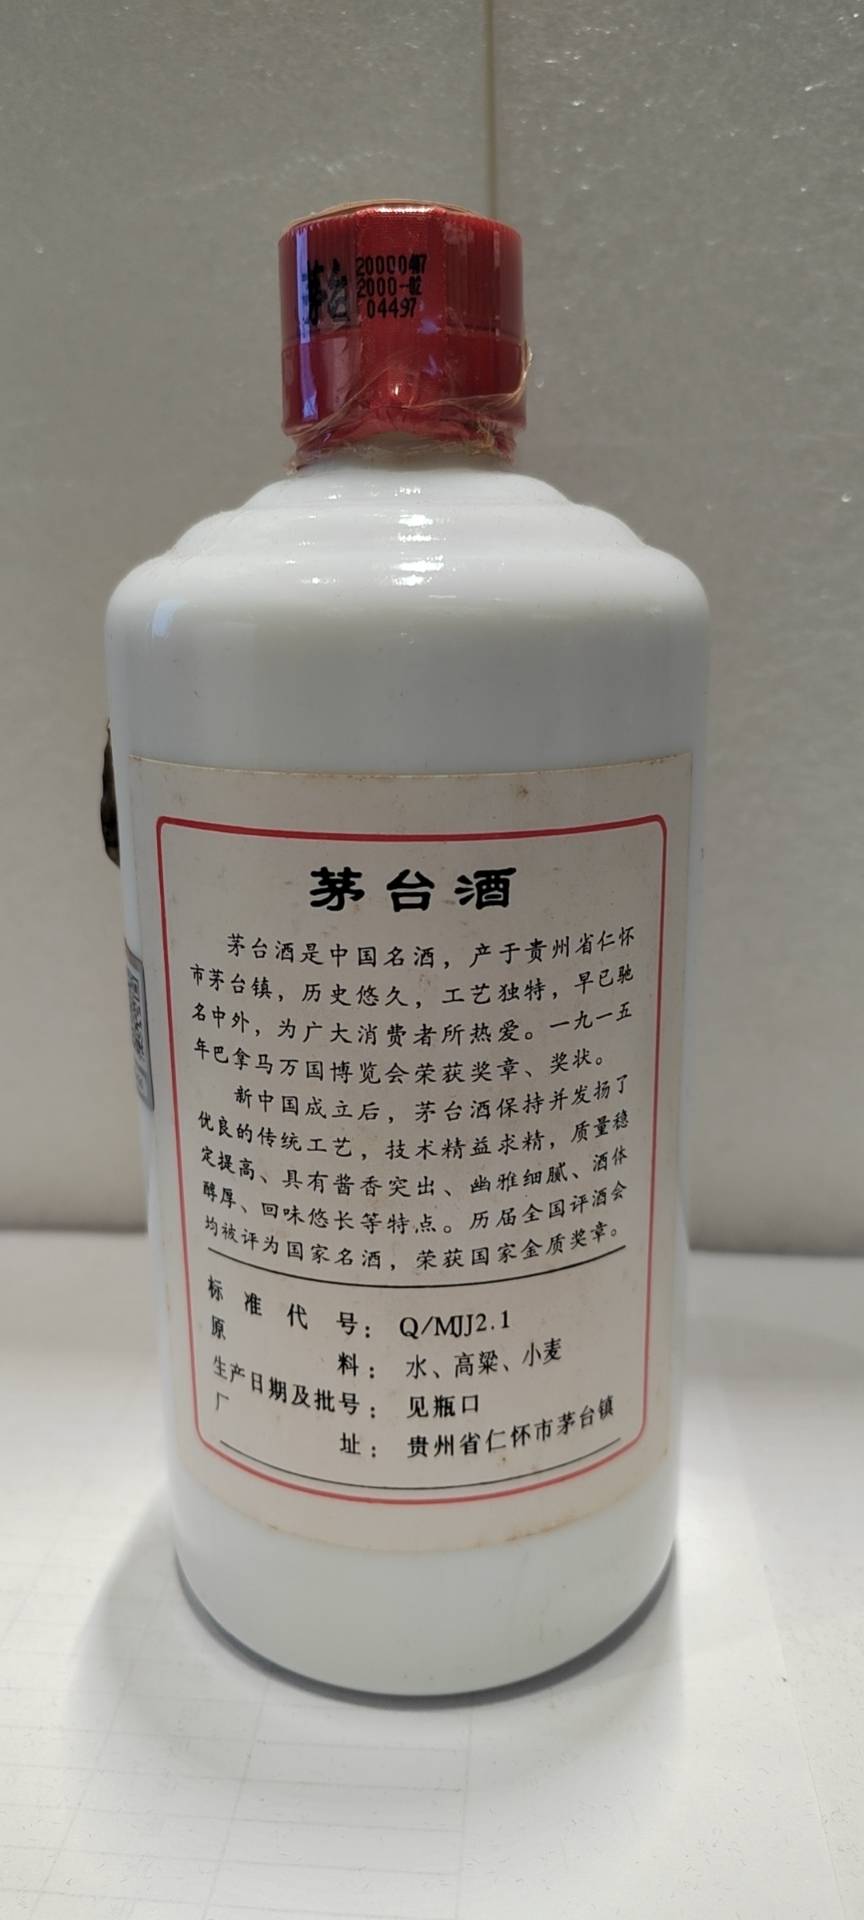 茅台
20000407
2000-02
04497
茅台酒
茅台酒是中国名酒，产于贵州省仁怀
市茅台镇，历史悠久，工艺独特，早已驰
名中外，为广大消费者所热爱。一九一五
年巴拿马万国博览会荣获奖章、奖状。
新中国成立后，茅台酒保持并发扬了
优良的传统工艺，技术精益求精，质量稳
定提高、具有酱香突出、幽雅细腻、酒体
醇厚、回味悠长等特点。历届全国评酒会
均被评为国家名酒，荣获国家金质奖章。
标准代号：Q/MJJ2.1
原料：水、高粱、小麦
生产日期及批号：见瓶口
厂址：贵州省仁怀市茅台镇